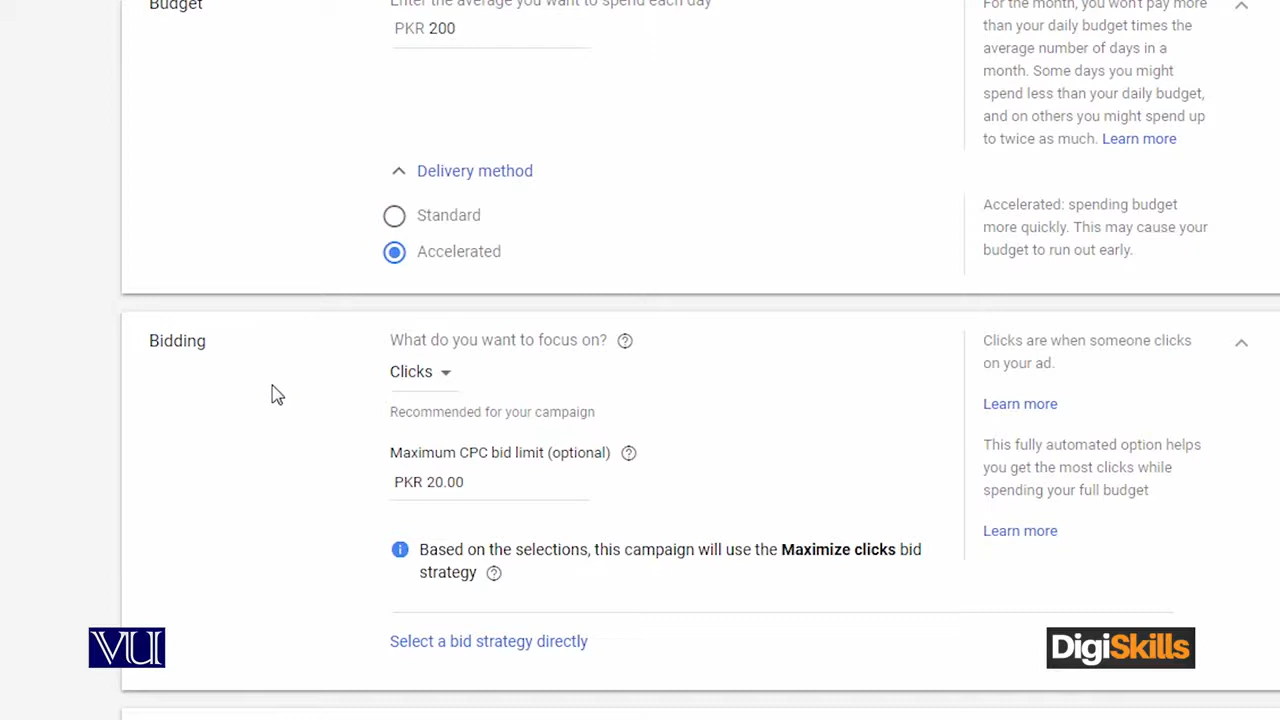 Budget
Enter the average you want to spend each day
PKR 200
For the month, you won't pay more
than your daily budget times the
average number of days in a
month. Some days you might
spend less than your daily budget,
and on others you might spend up
to twice as much. Learn more
Delivery method
Standard
Accelerated
Accelerated: spending budget
more quickly. This may cause your
budget to run out early.
Bidding
What do you want to focus on?
Clicks
Recommended for your campaign
Maximum CPC bid limit (optional)
PKR 20.00
Based on the selections, this campaign will use the Maximize clicks bid
strategy
Select a bid strategy directly
Clicks are when someone clicks
on your ad.
Learn more
This fully automated option helps
you get the most clicks while
spending your full budget
Learn more
VU
DigiSkills